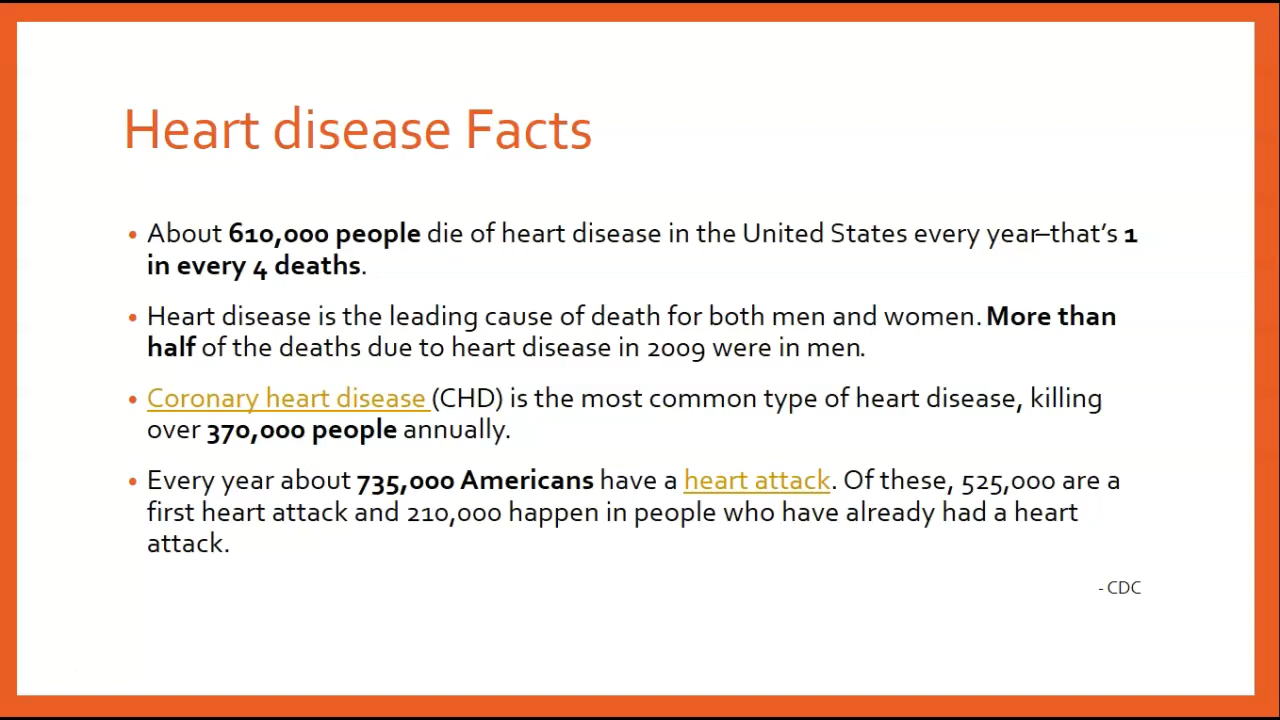 Heart disease Facts
• About 610,000 people die of heart disease in the United States every year–that's 1
in every 4 deaths.
• Heart disease is the leading cause of death for both men and women. More than
half of the deaths due to heart disease in 2009 were in men.
• Coronary heart disease (CHD) is the most common type of heart disease, killing
over 370,000 people annually.
• Every year about 735,000 Americans have a heart attack. Of these, 525,000 are a
first heart attack and 210,000 happen in people who have already had a heart
attack.
- CDC